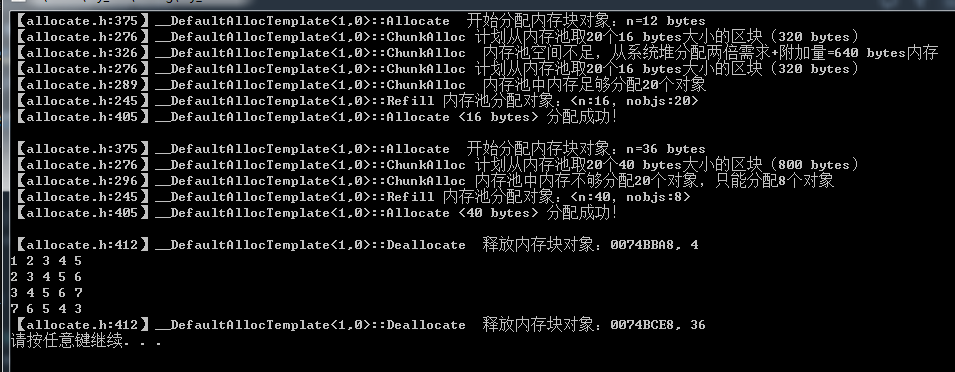 【allocate.h:375】__DefaultAllocTemplate<1,0>::Allocate  开始分配内存块对象：n=12 bytes
【allocate.h:276】__DefaultAllocTemplate<1,0>::ChunkAlloc 计划从内存池取20个16 bytes大小的区块（320 bytes）
【allocate.h:326】__DefaultAllocTemplate<1,0>::ChunkAlloc  内存池空间不足，从系统堆分配两倍需求+附加量=640 bytes内存
【allocate.h:276】__DefaultAllocTemplate<1,0>::ChunkAlloc 计划从内存池取20个16 bytes大小的区块（320 bytes）
【allocate.h:289】__DefaultAllocTemplate<1,0>::ChunkAlloc  内存池中内存足够分配20个对象
【allocate.h:245】__DefaultAllocTemplate<1,0>::Refill 内存池分配对象：<n:16, nobjs:20>
【allocate.h:405】__DefaultAllocTemplate<1,0>::Allocate <16 bytes> 分配成功！
【allocate.h:375】__DefaultAllocTemplate<1,0>::Allocate  开始分配内存块对象：n=36 bytes
【allocate.h:276】__DefaultAllocTemplate<1,0>::ChunkAlloc 计划从内存池取20个40 bytes大小的区块（800 bytes）
【allocate.h:296】__DefaultAllocTemplate<1,0>::ChunkAlloc 内存池中内存不够分配20个对象，只能分配8个对象
【allocate.h:245】__DefaultAllocTemplate<1,0>::Refill 内存池分配对象：<n:40, nobjs:8>
【allocate.h:405】__DefaultAllocTemplate<1,0>::Allocate <40 bytes> 分配成功！
【allocate.h:412】__DefaultAllocTemplate<1,0>::Deallocate  释放内存块对象：0074BBA8, 4
1 2 3 4 5
2 3 4 5 6
3 4 5 6 7
7 6 5 4 3
【allocate.h:412】__DefaultAllocTemplate<1,0>::Deallocate  释放内存块对象：0074BCE8, 36
请按任意键继续. . .